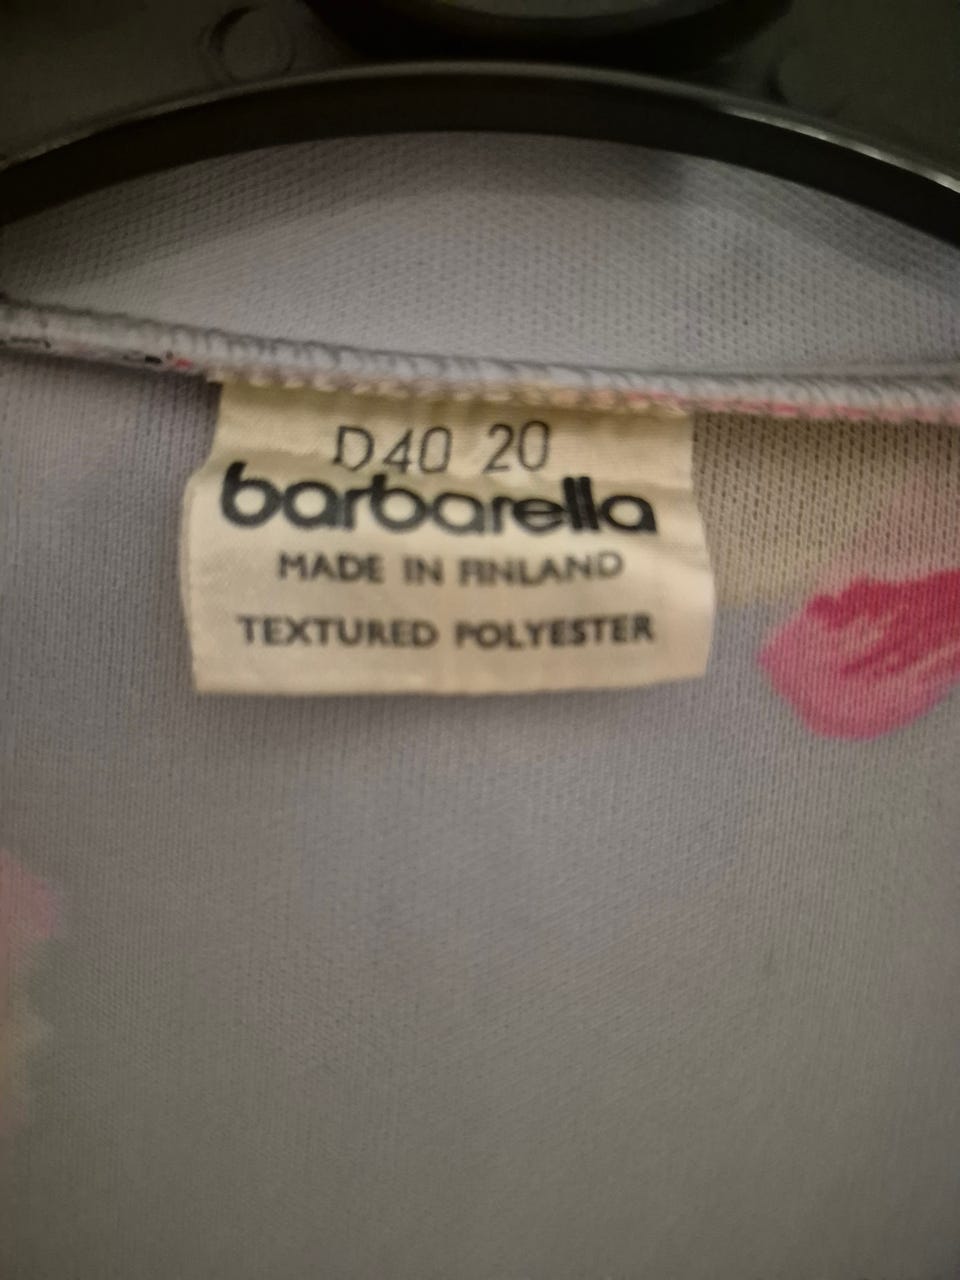 D40 20
barbarella
MADE IN FINLAND
TEXTURED POLYESTER